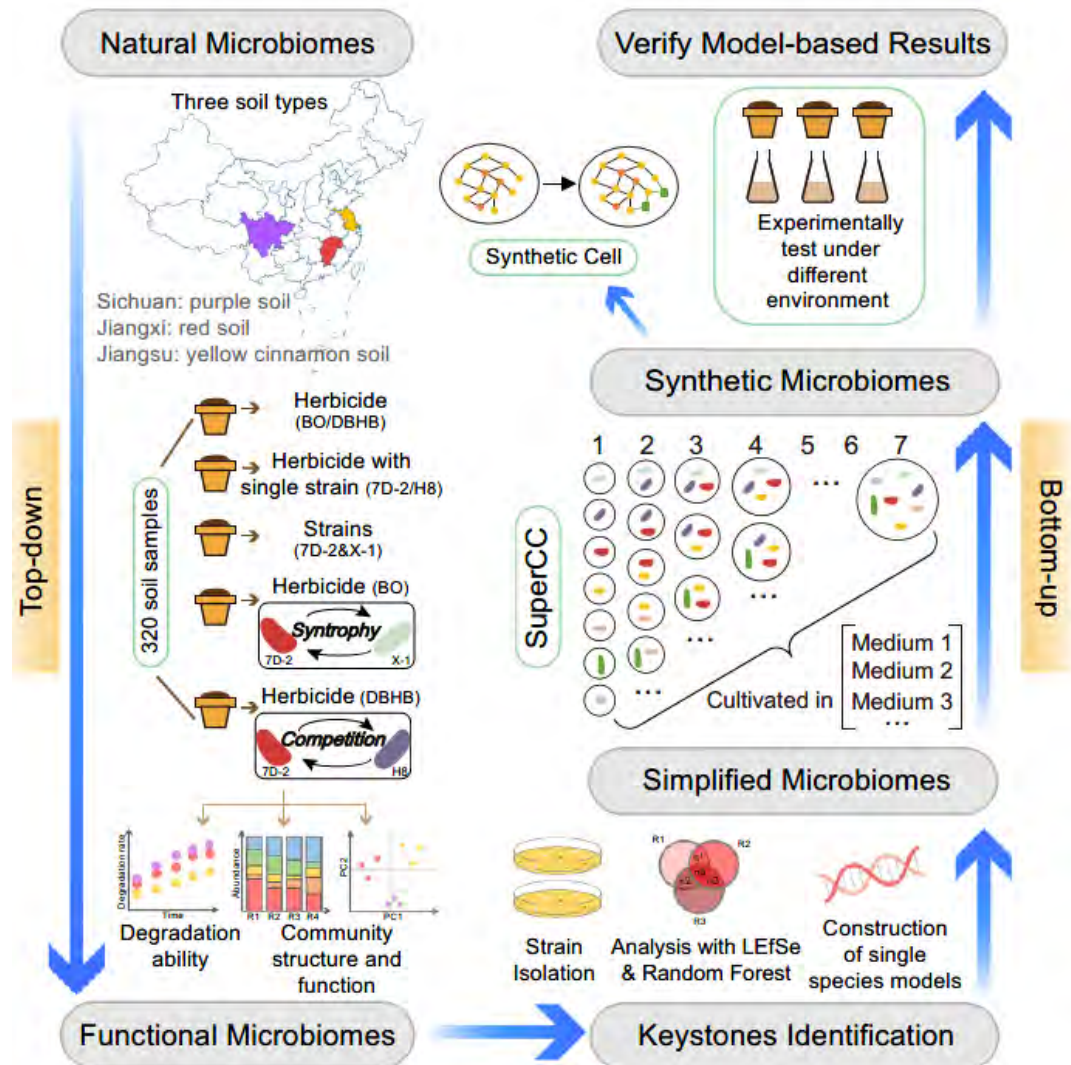 Natural Microbiomes
Three soil types
Sichuan: purple soil
Jiangxi: red soil
Jiangsu: yellow cinnamon soil
Top-down
320 soil samples
Herbicide
(BO/DBHB)
Herbicide with
single strain (7D-2/H8)
Strains
(7D-2&X-1)
Herbicide (BO)
Syntrophy
7D-2
X-1
Herbicide (DBHB)
Competition
7D-2
H8
Degradation rate
Time
Abundance
R1 R2 R3 R4
PC2
PC1
Degradation
ability
Community
structure and
function
Functional Microbiomes
Verify Model-based Results
Synthetic Cell
Experimentally
test under
different
environment
Synthetic Microbiomes
1 2 3 4 5 6 7
...
SuperCC
...
...
...
Cultivated in
Medium 1
Medium 2
Medium 3
...
Bottom-up
Simplified Microbiomes
R1
R2
R3
Strain
Isolation
Analysis with LEfSe
& Random Forest
Construction
of single
species models
Keystones Identification